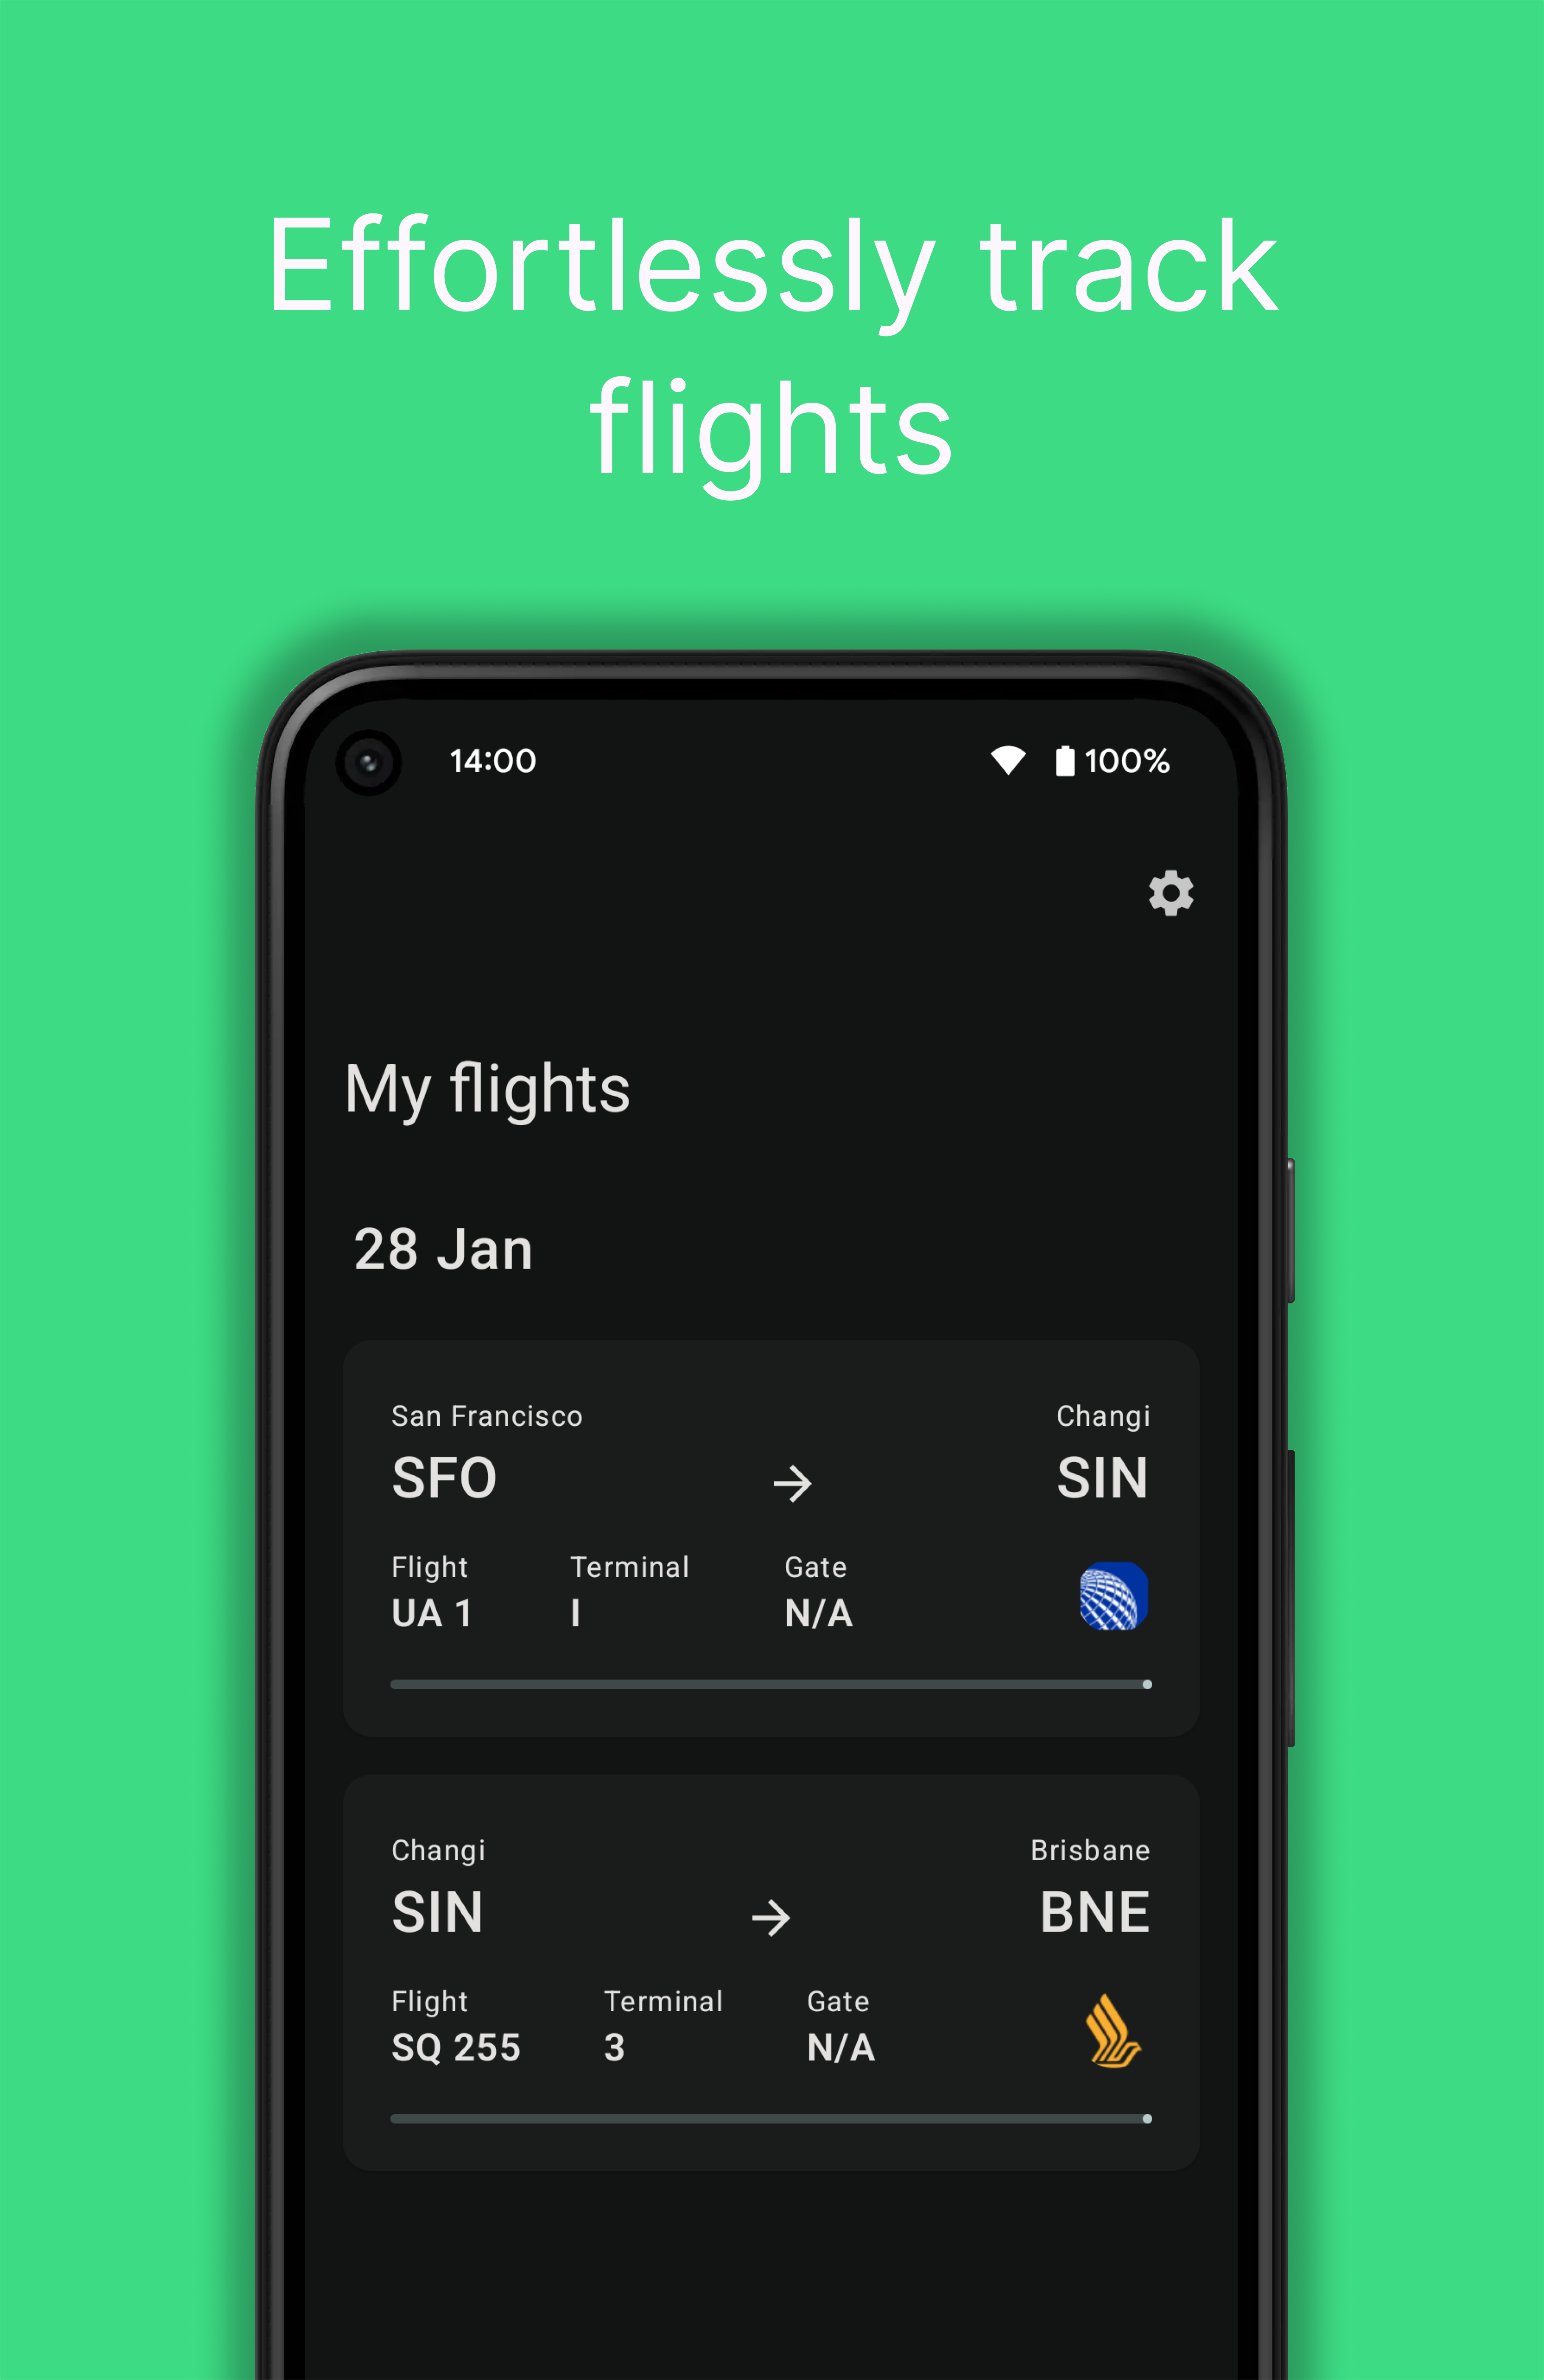 Effortlessly track
flights
14:00 100%
My flights
28 Jan
San Francisco Changi
SFO → SIN
Flight Terminal Gate
UA 1 I N/A
Changi Brisbane
SIN → BNE
Flight Terminal Gate
SQ 255 3 N/A